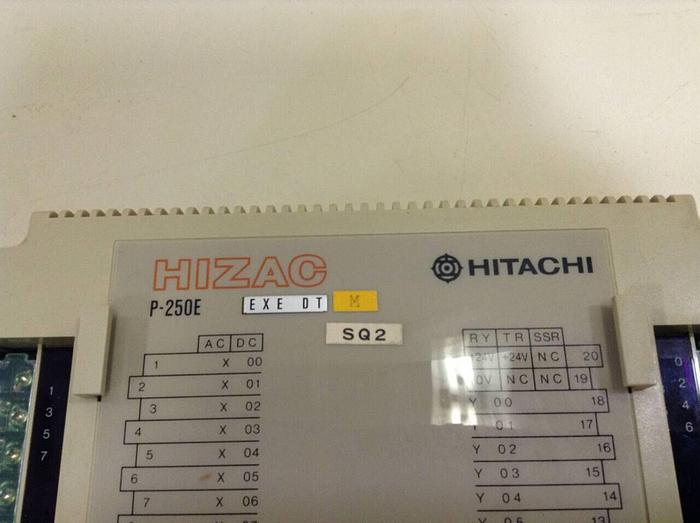 HIZAC
HITACHI
P-250E EXE DT M
SQ2
AC DC
1 X 00
2 X 01
3 X 02
4 X 03
5 X 04
6 X 05
7 X 06
RY TR SSR
+24V +24V NC 20
0V NC NC 19
Y 00 18
Y 01 17
Y 02 16
Y 03 15
Y 04 14
1
3
5
7
0
2
4
6